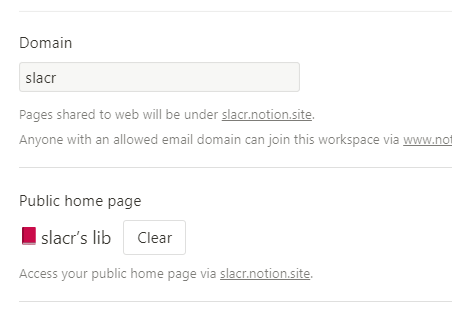 Domain
slacr
Pages shared to web will be under slacr.notion.site.
Anyone with an allowed email domain can join this workspace via www.not
Public home page
slacr's lib Clear
Access your public home page via slacr.notion.site.